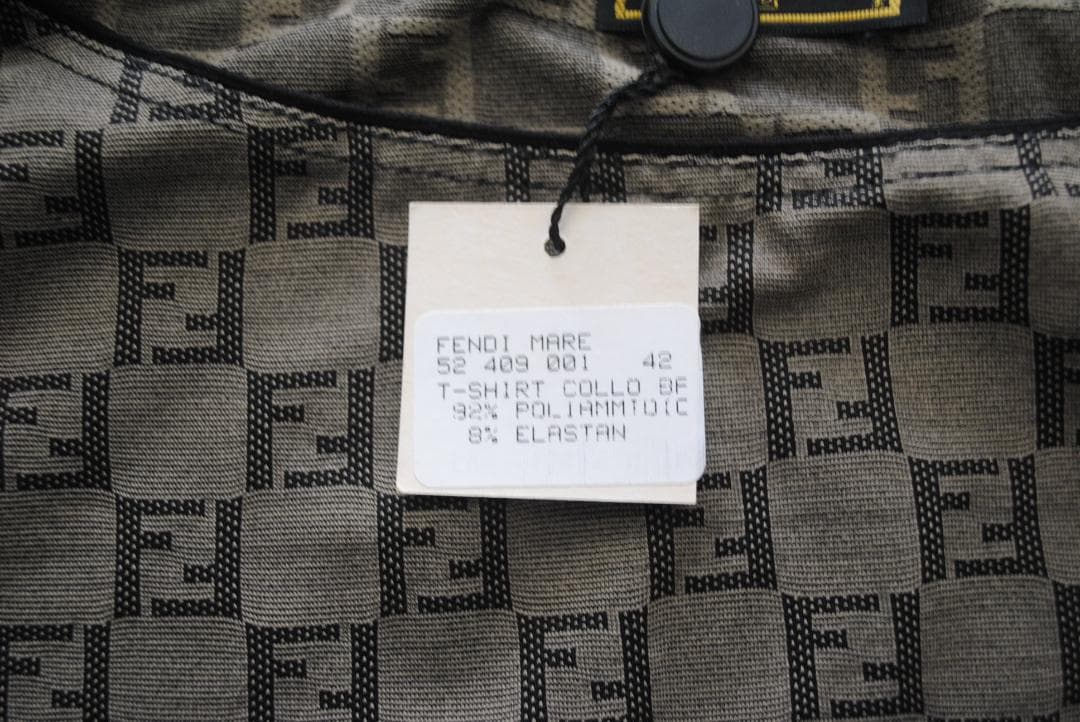 FENDI MARE
52 409 001 42
T-SHIRT COLLO BF
92% POLIAMMIDIC
8% ELASTAN